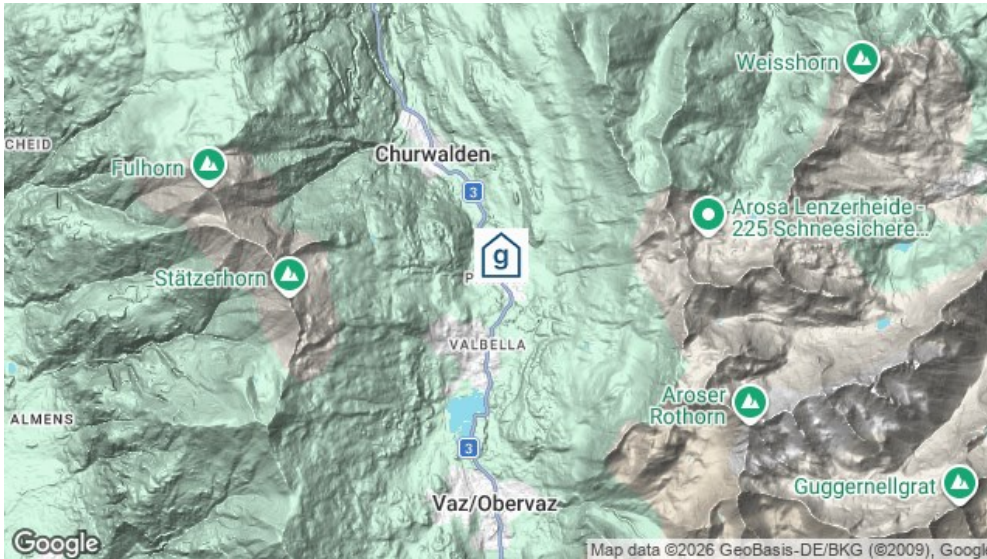 Weisshorn
CHEID
Churwalden
Fulhorn
3
Arosa Lenzerheide -
225 Schneesichere...
g
Stätzerhorn
P
VALBELLA
Aroser
Rothorn
ALMENS
3
Guggernellgrat
Vaz/Obervaz
Google
Map data ©2026 GeoBasis-DE/BKG (©2009), Googl